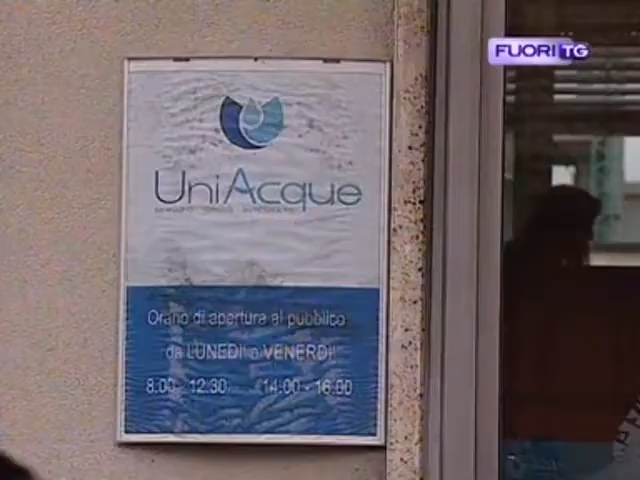 FUORI TG
UniAcque
Orario di apertura al pubblico
da LUNEDI' a VENERDI'
8.00 - 12.30 14.00 - 16.00